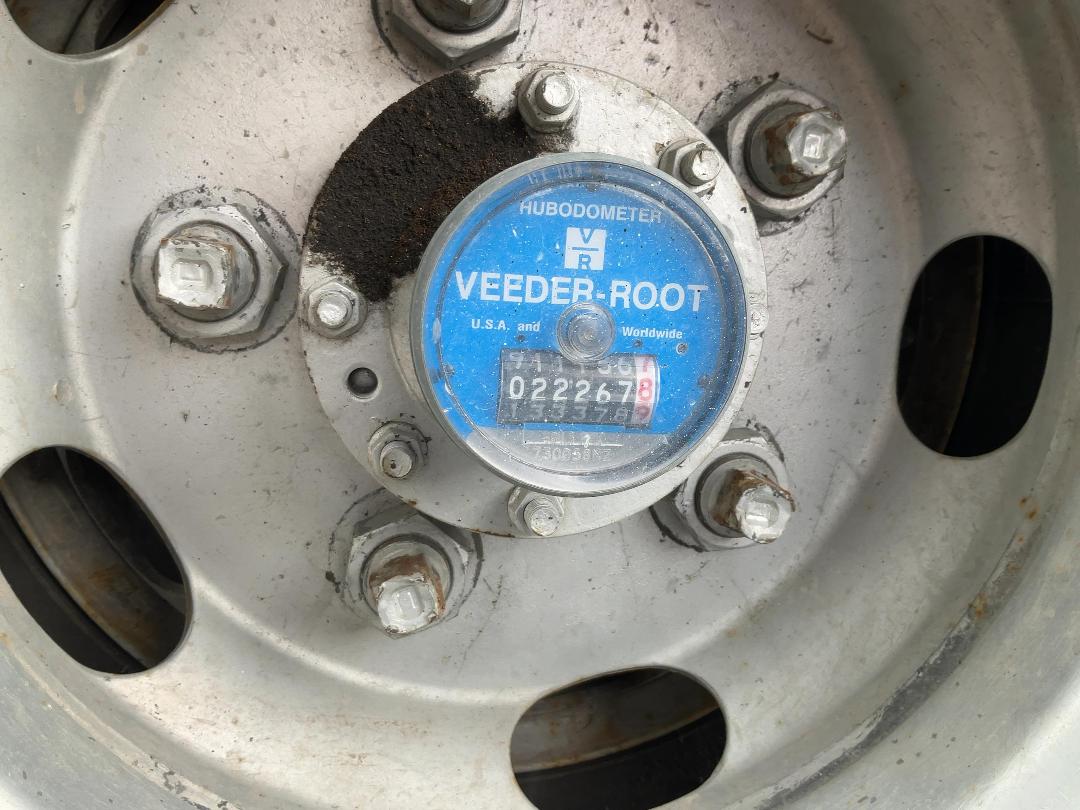 HUBODOMETER
V
R
VEEDER-ROOT
U.S.A. and Worldwide
0222678